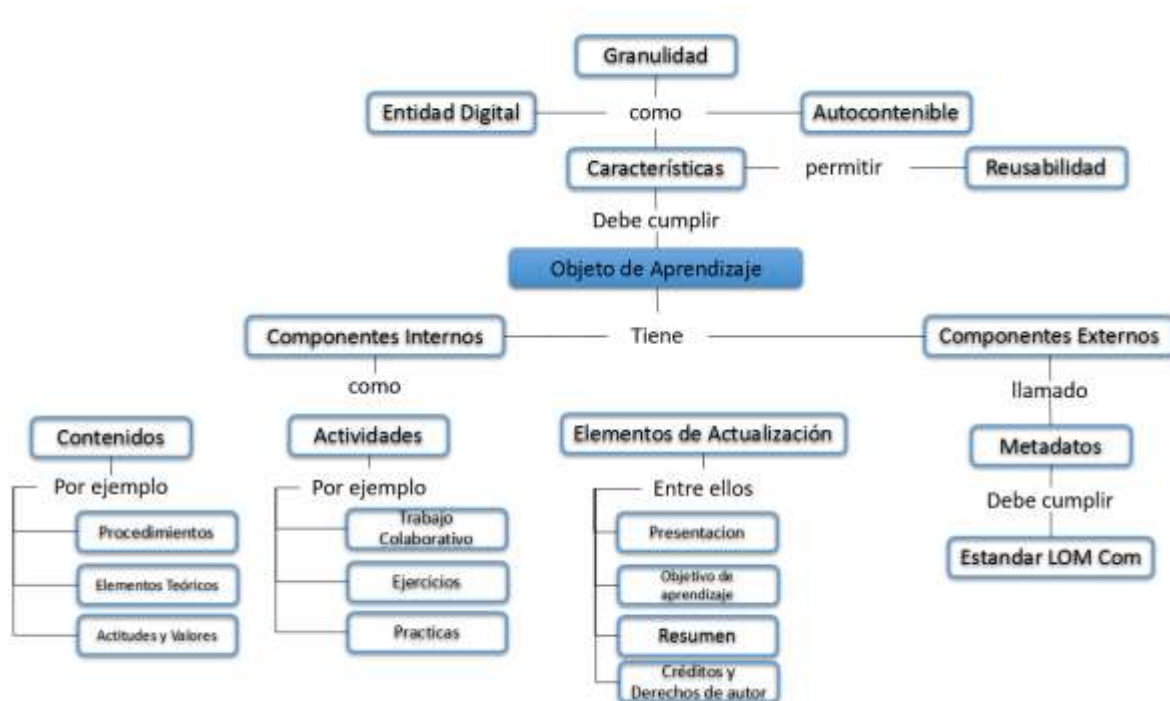 Granulidad
Entidad Digital
como
Autocontenible
Características
permitir
Reusabilidad
Debe cumplir
Objeto de Aprendizaje
Componentes Internos
Tiene
Componentes Externos
como
llamado
Contenidos
Actividades
Elementos de Actualización
Metadatos
Por ejemplo
Por ejemplo
Entre ellos
Debe cumplir
Procedimientos
Trabajo
Colaborativo
Presentacion
Estandar LOM Com
Elementos Teóricos
Ejercicios
Objetivo de
aprendizaje
Actitudes y Valores
Practicas
Resumen
Créditos y
Derechos de autor